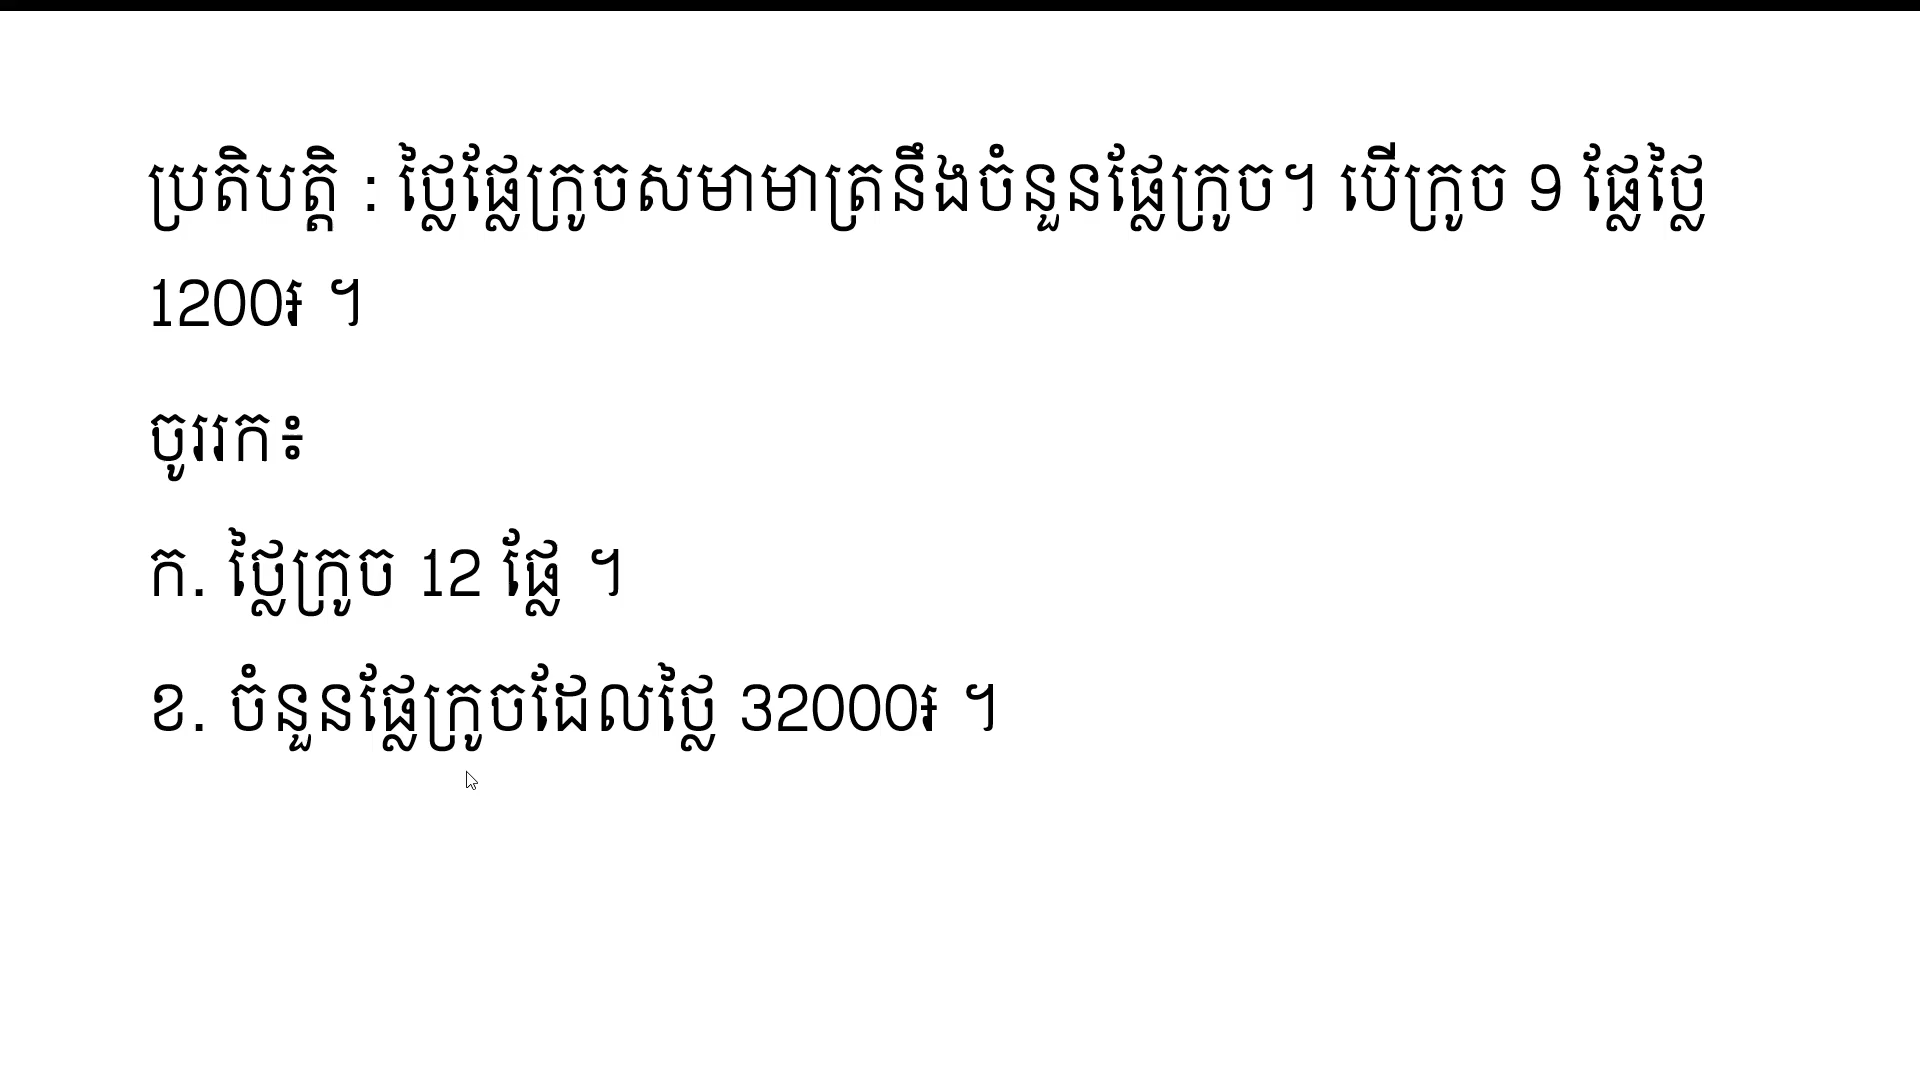 ប្រតិបត្តិ : ថ្លៃផ្លែក្រូចសមាមាត្រនឹងចំនួនផ្លែក្រូច។ បើក្រូច 9 ផ្លែថ្លៃ
1200៛ ។
ចូររក៖
ក. ថ្លៃក្រូច 12 ផ្លែ ។
ខ. ចំនួនផ្លែក្រូចដែលថ្លៃ 32000៛ ។